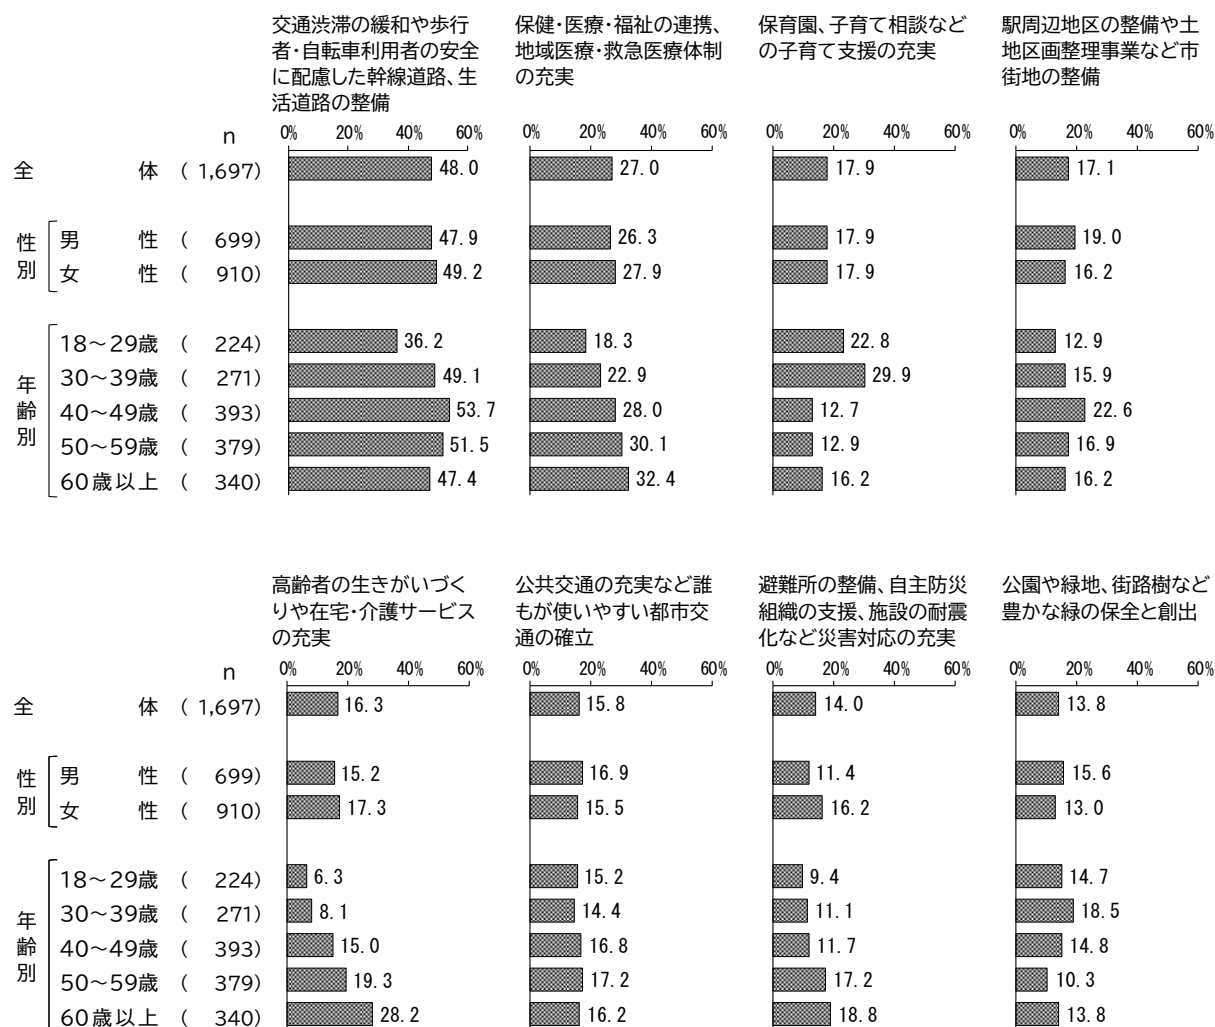 交通渋滞の緩和や歩行 保健・医療・福祉の連携、 保育園、子育て相談など 駅周辺地区の整備や土
者・自転車利用者の安全 地域医療・救急医療体制 の子育て支援の充実 地区画整理事業など市
に配慮した幹線道路、生 の充実 街地の整備
活道路の整備
n 0% 20% 40% 60% 0% 20% 40% 60% 0% 20% 40% 60% 0% 20% 40% 60%
全体 (1,697) 48.0 27.0 17.9 17.1
性別
男性 (699) 47.9 26.3 17.9 19.0
女性 (910) 49.2 27.9 17.9 16.2
年齢別
18～29歳 (224) 36.2 18.3 22.8 12.9
30～39歳 (271) 49.1 22.9 29.9 15.9
40～49歳 (393) 53.7 28.0 12.7 22.6
50～59歳 (379) 51.5 30.1 12.9 16.9
60歳以上 (340) 47.4 32.4 16.2 16.2
高齢者の生きがいづく 公共交通の充実など誰 避難所の整備、自主防災 公園や緑地、街路樹など
りや在宅・介護サービス もが使いやすい都市交 組織の支援、施設の耐震 豊かな緑の保全と創出
の充実 通の確立 化など災害対応の充実
n 0% 20% 40% 60% 0% 20% 40% 60% 0% 20% 40% 60% 0% 20% 40% 60%
全体 (1,697) 16.3 15.8 14.0 13.8
性別
男性 (699) 15.2 16.9 11.4 15.6
女性 (910) 17.3 15.5 16.2 13.0
年齢別
18～29歳 (224) 6.3 15.2 9.4 14.7
30～39歳 (271) 8.1 14.4 11.1 18.5
40～49歳 (393) 15.0 16.8 11.7 14.8
50～59歳 (379) 19.3 17.2 17.2 10.3
60歳以上 (340) 28.2 16.2 18.8 13.8